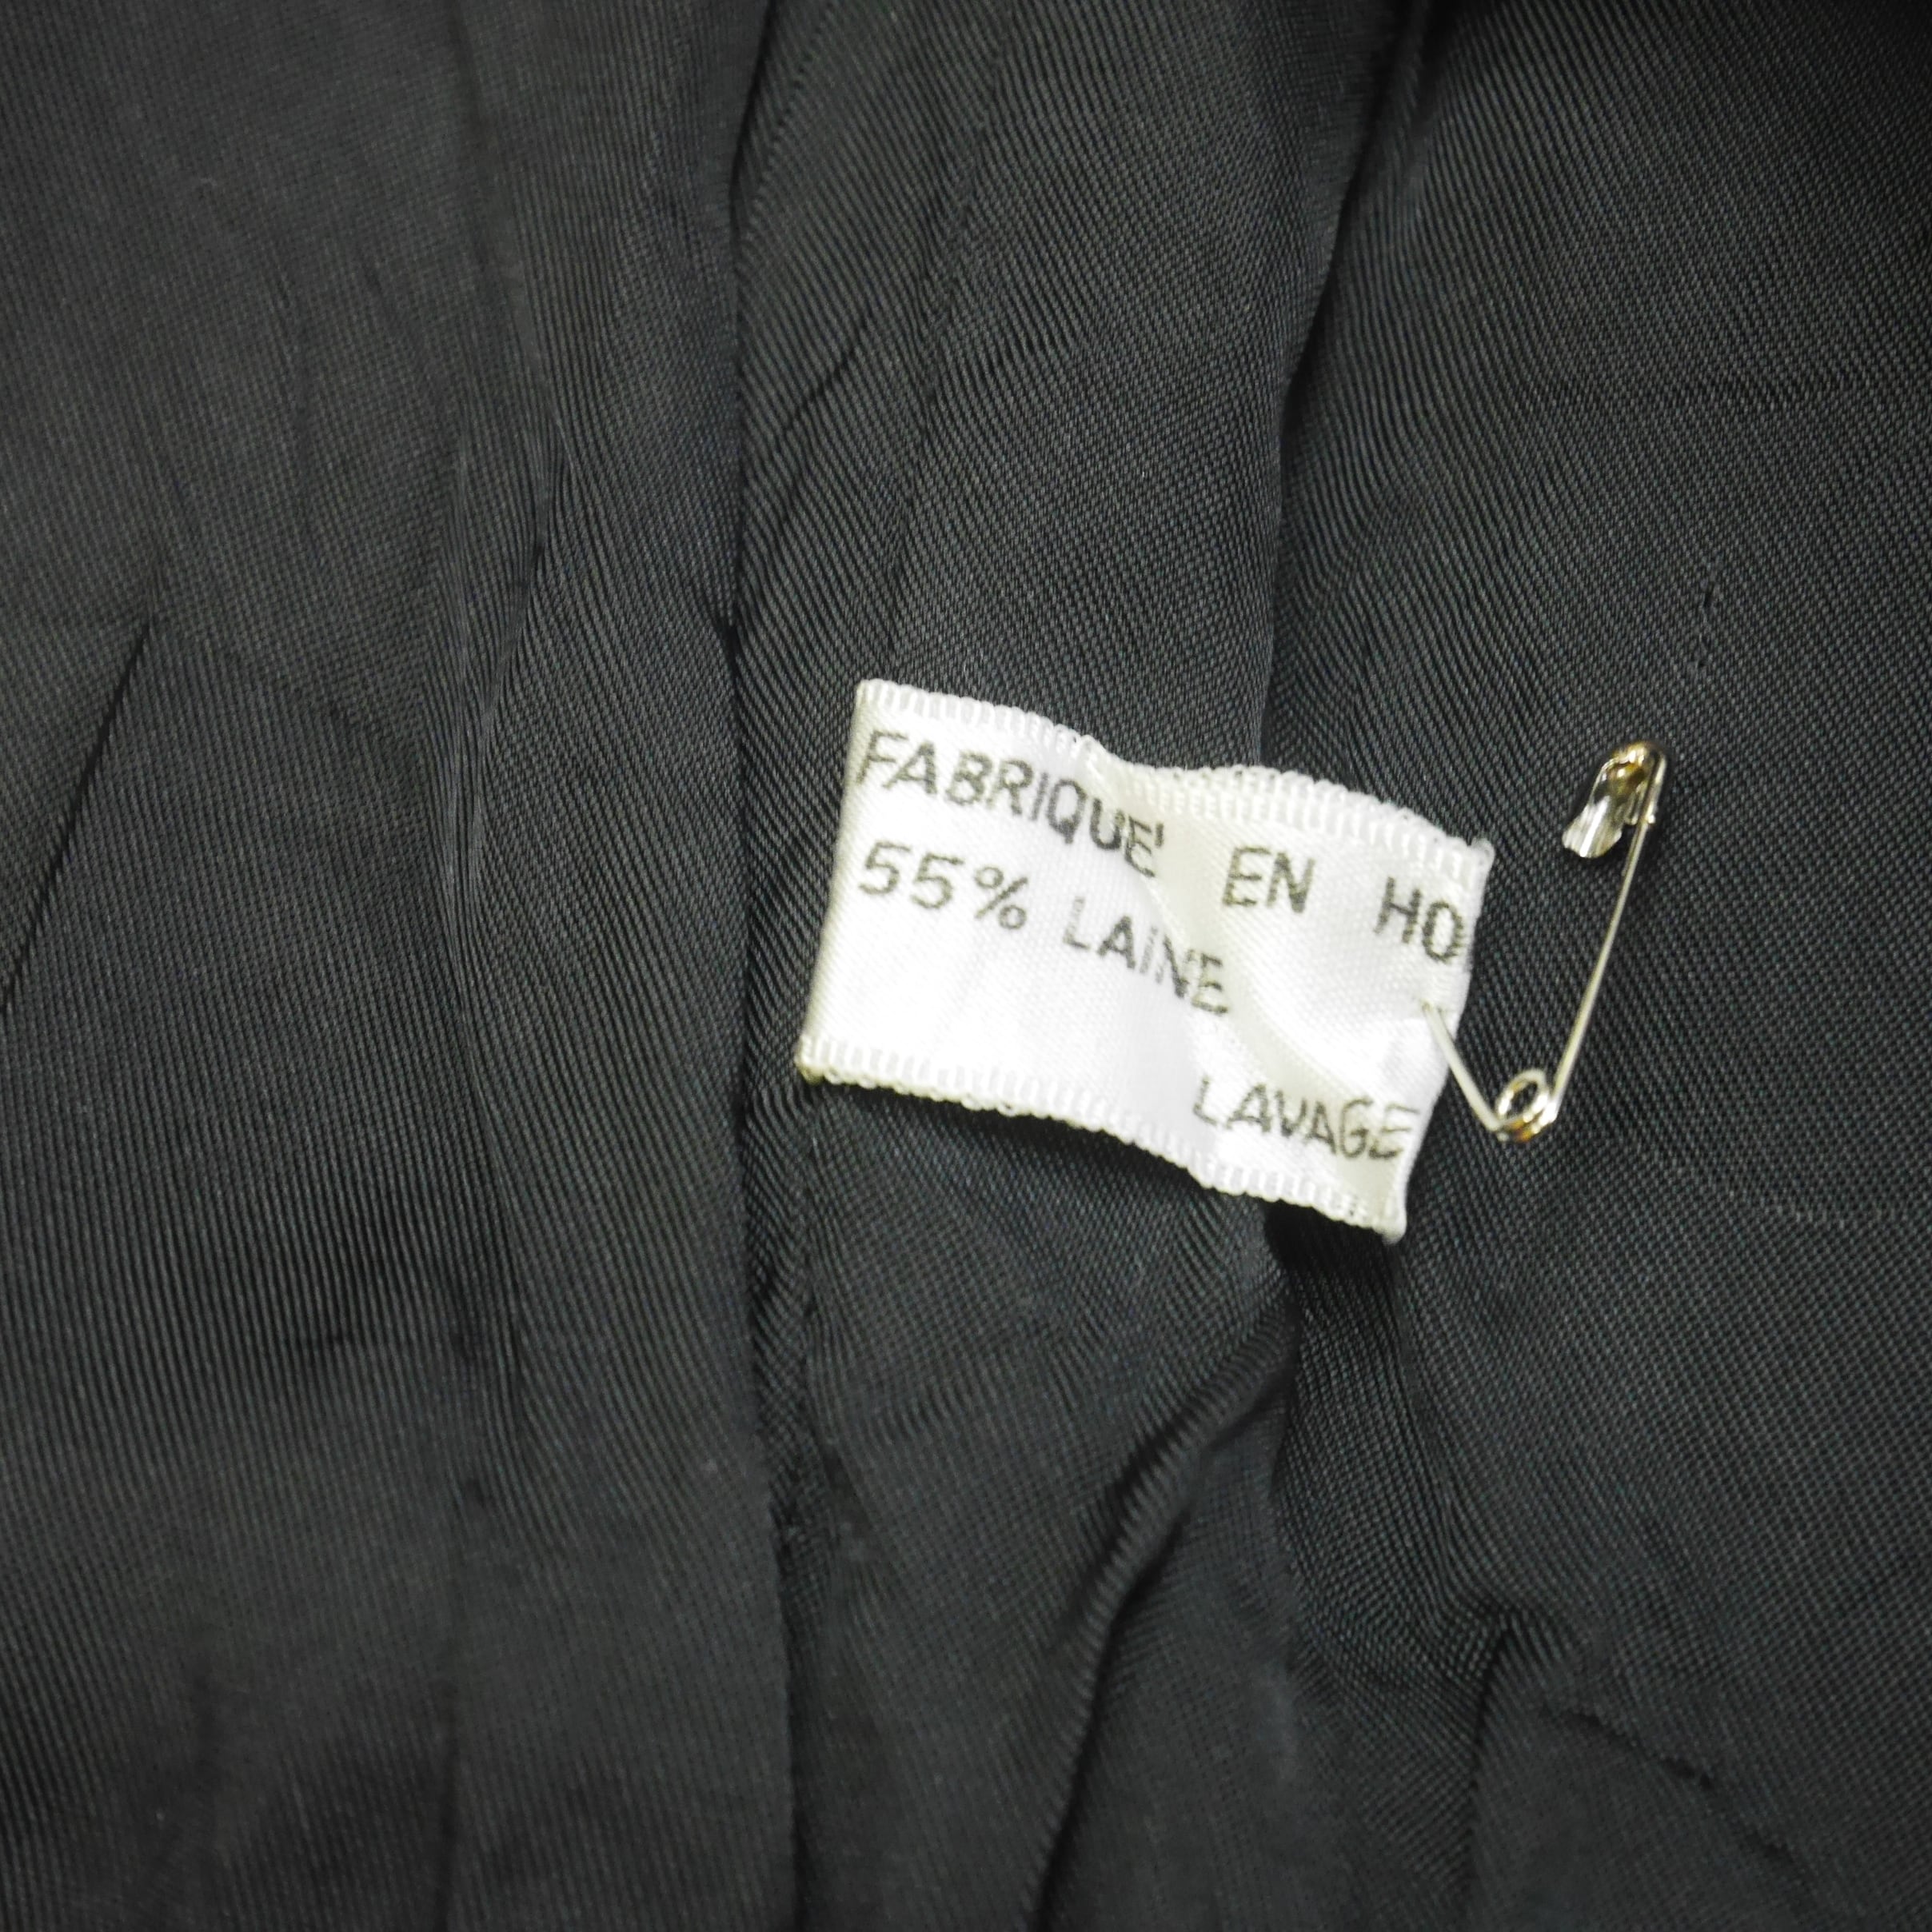 FABRIQUE' EN HO
55% LAINE
LAVAGE